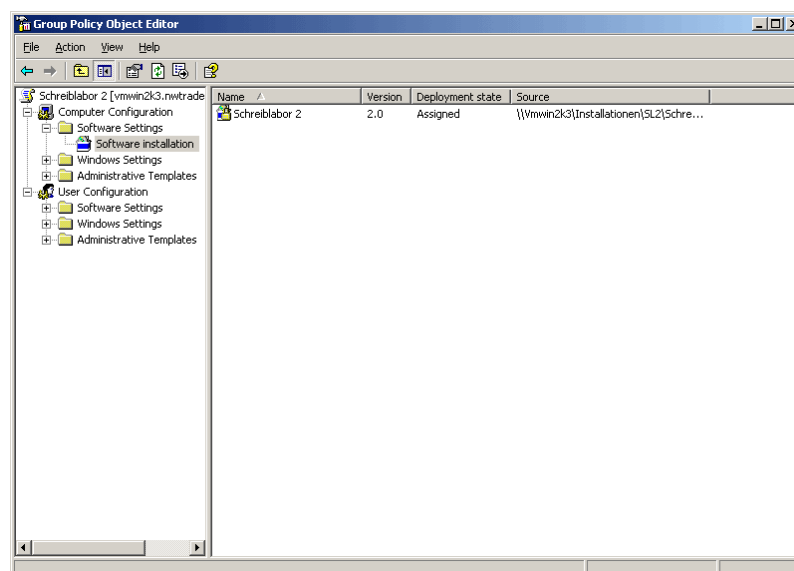 Group Policy Object Editor
File Action View Help
Schreiblabor 2 [vmwin2k3.nwtrade
Computer Configuration
Software Settings
Software installation
Windows Settings
Administrative Templates
User Configuration
Software Settings
Windows Settings
Administrative Templates
Name Version Deployment state Source
Schreiblabor 2 2.0 Assigned \\Vmwin2k3\Installationen\SL2\Schre...